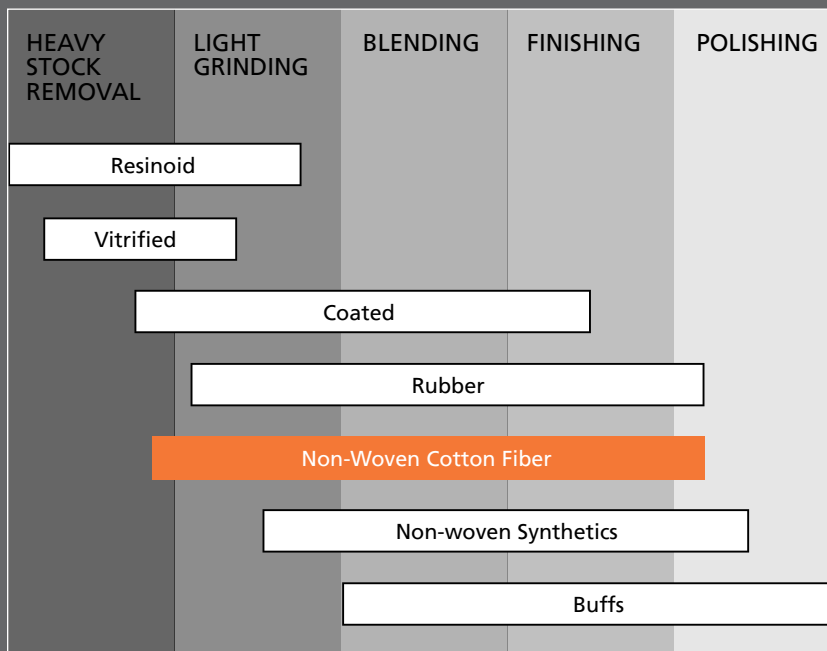 HEAVY
STOCK
REMOVAL
LIGHT
GRINDING
BLENDING
FINISHING
POLISHING
Resinoid
Vitrified
Coated
Rubber
Non-Woven Cotton Fiber
Non-woven Synthetics
Buffs